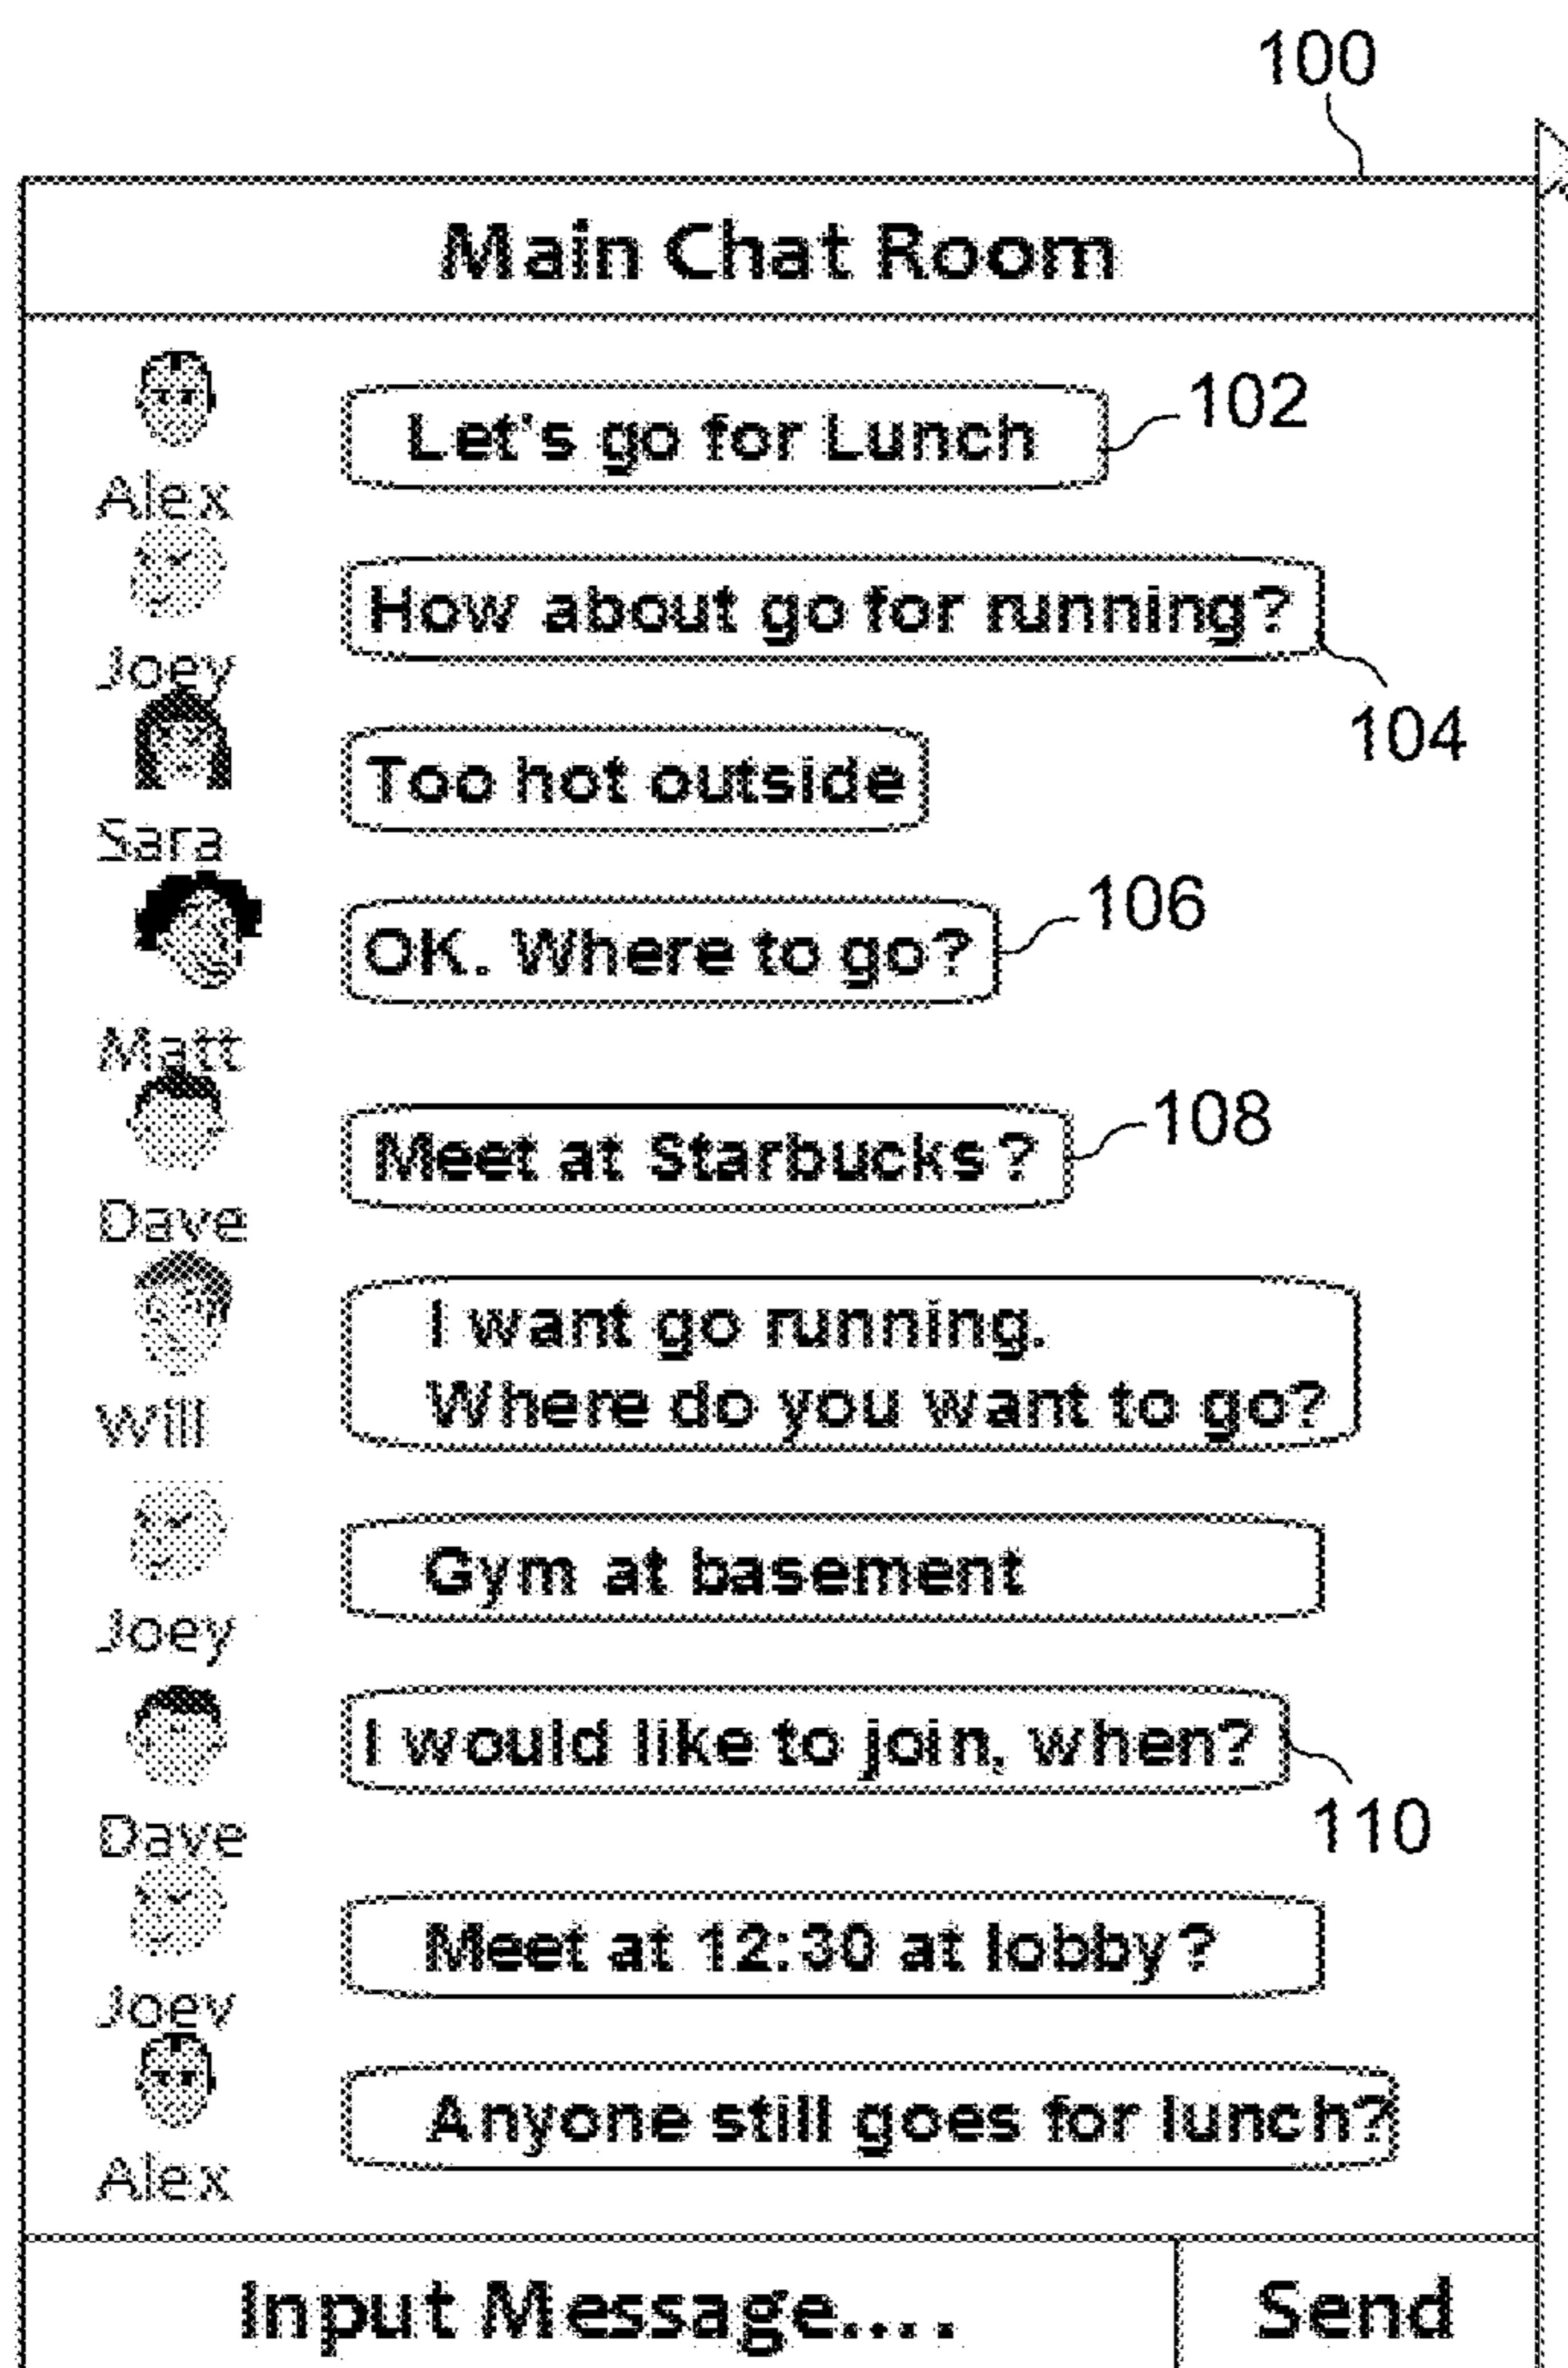 100
Main Chat Room
Let's go for Lunch
102
Alex
How about go for running?
Joey
104
Too hot outside
Sara
106
OK. Where to go?
Matt
108
Meet at Starbucks?
Dave
I want go running.
Where do you want to go?
Will
Gym at basement
Joey
I would like to join, when?
110
Dave
Meet at 12:30 at lobby?
Joey
Anyone still goes for lunch?
Alex
Input Message....
Send